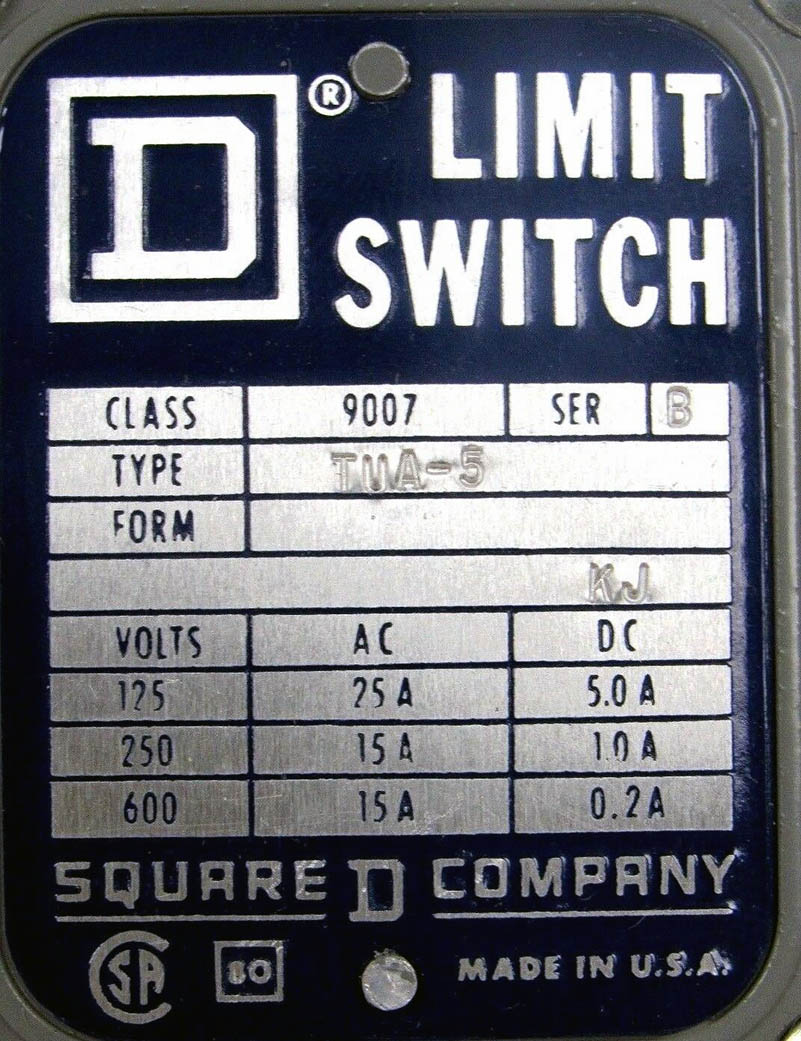 D ® LIMIT
SWITCH
CLASS 9007 SER B
TYPE TUA-5
FORM
KJ
VOLTS AC DC
125 25 A 5.0 A
250 15 A 1.0 A
600 15 A 0.2 A
SQUARE D COMPANY
SA 80 MADE IN U.S.A.